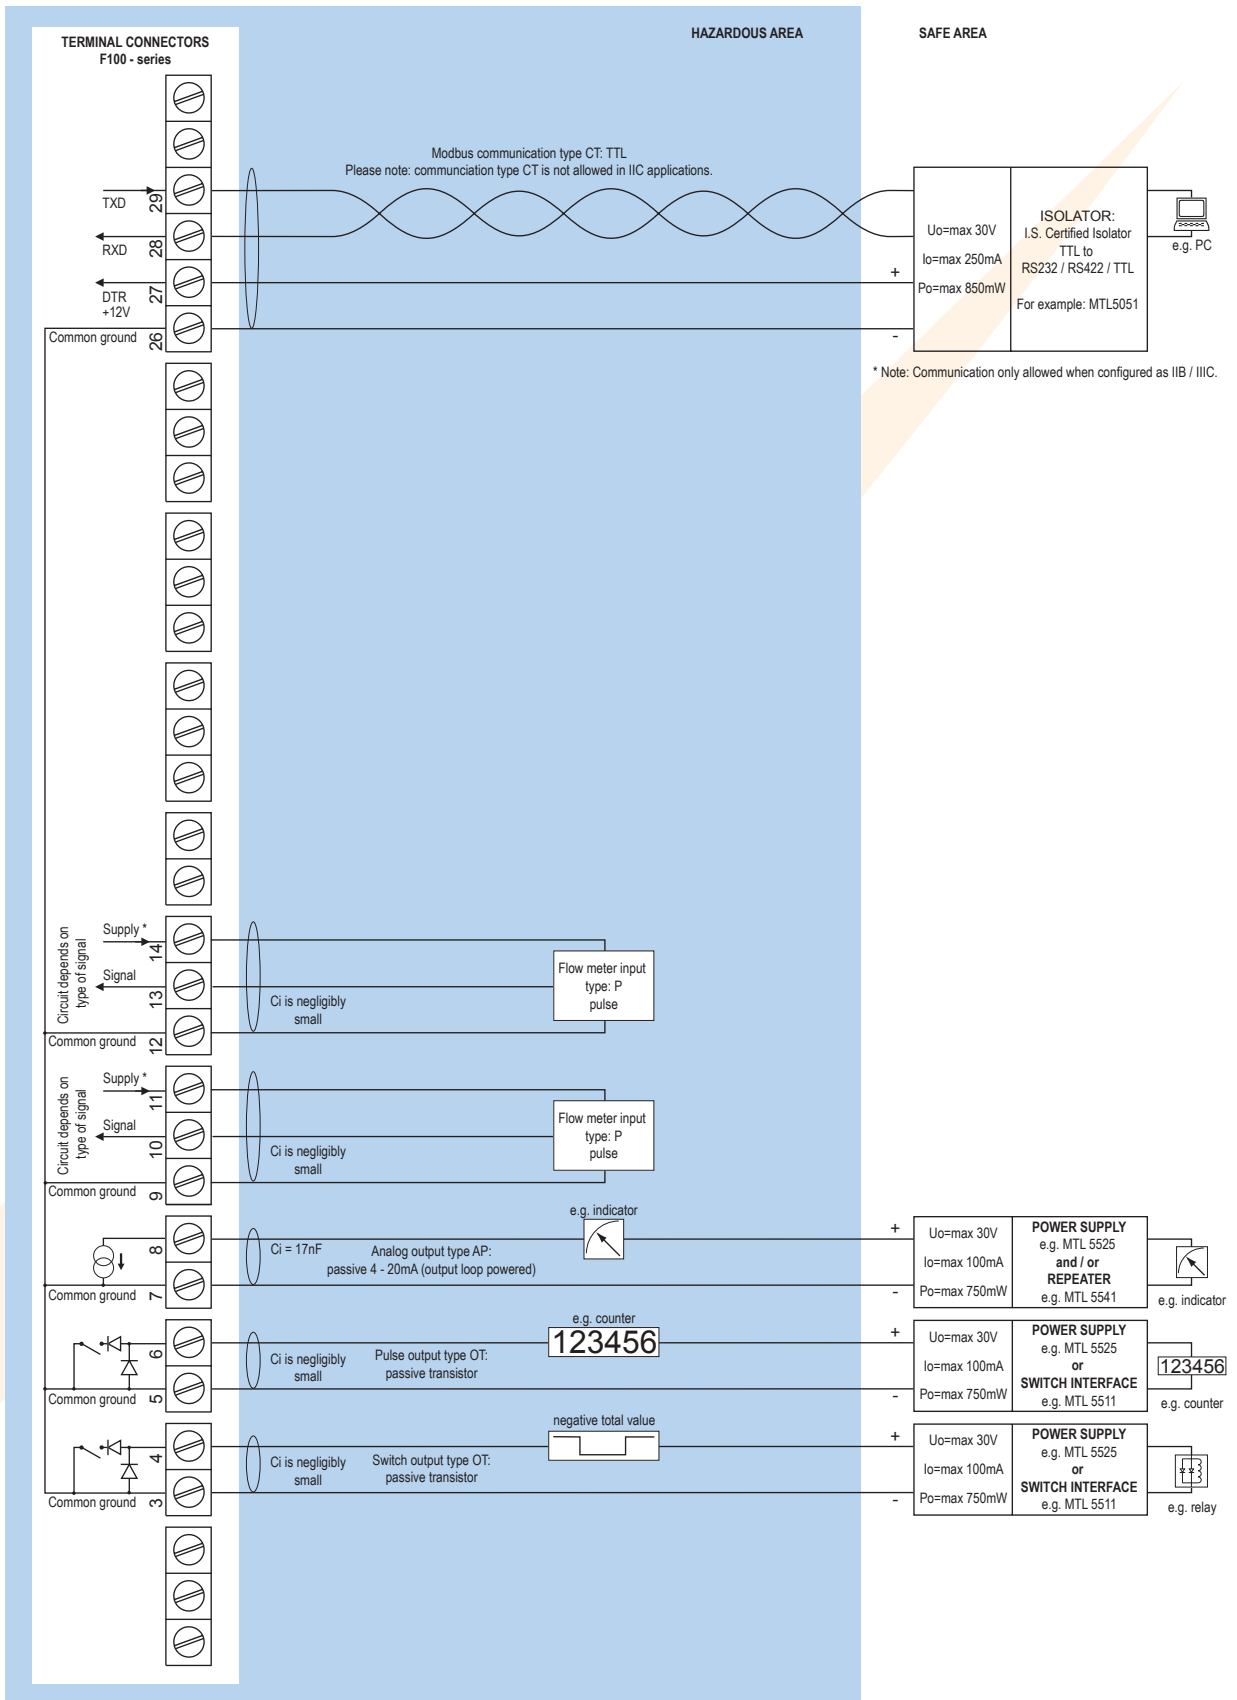 HAZARDOUS AREA
SAFE AREA
TERMINAL CONNECTORS
F100 - series
Modbus communication type CT: TTL
Please note: communciation type CT is not allowed in IIC applications.
TXD
29
RXD
28
DTR
+12V
27
Common ground
26
+
-
Uo=max 30V
Io=max 250mA
Po=max 850mW
ISOLATOR:
I.S. Certified Isolator
TTL to
RS232 / RS422 / TTL
For example: MTL5051
e.g. PC
* Note: Communication only allowed when configured as IIB / IIIC.
Circuit depends on
type of signal
Supply *
14
Signal
13
Common ground
12
Ci is negligibly
small
Flow meter input
type: P
pulse
Circuit depends on
type of signal
Supply *
11
Signal
10
Common ground
9
Ci is negligibly
small
Flow meter input
type: P
pulse
8
Common ground
7
Ci = 17nF
Analog output type AP:
passive 4 - 20mA (output loop powered)
e.g. indicator
+
-
Uo=max 30V
Io=max 100mA
Po=max 750mW
POWER SUPPLY
e.g. MTL 5525
and / or
REPEATER
e.g. MTL 5541
e.g. indicator
6
Common ground
5
Ci is negligibly
small
Pulse output type OT:
passive transistor
e.g. counter
123456
+
-
Uo=max 30V
Io=max 100mA
Po=max 750mW
POWER SUPPLY
e.g. MTL 5525
or
SWITCH INTERFACE
e.g. MTL 5511
123456
e.g. counter
4
Common ground
3
Ci is negligibly
small
Switch output type OT:
passive transistor
negative total value
+
-
Uo=max 30V
Io=max 100mA
Po=max 750mW
POWER SUPPLY
e.g. MTL 5525
or
SWITCH INTERFACE
e.g. MTL 5511
e.g. relay